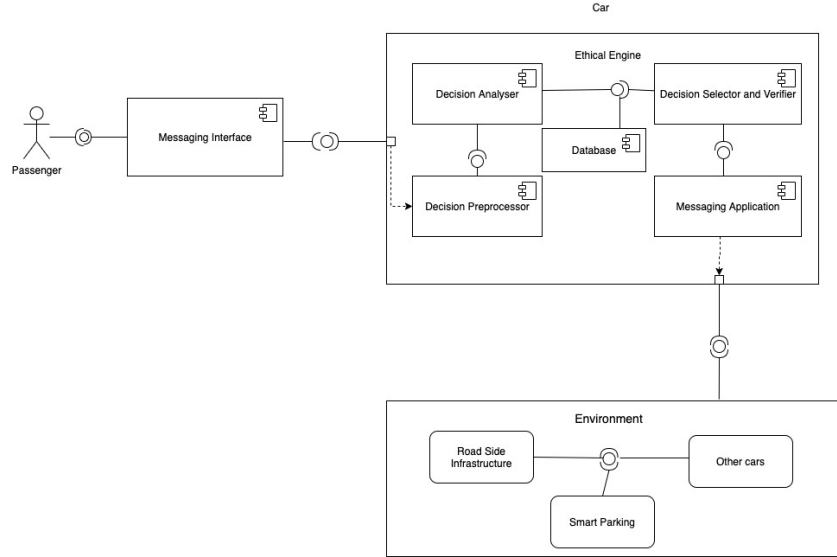 Car
Ethical Engine
Decision Analyser
Decision Selector and Verifier
Messaging Interface
Database
Passenger
Decision Preprocessor
Messaging Application
Environment
Road Side
Infrastructure
Other cars
Smart Parking